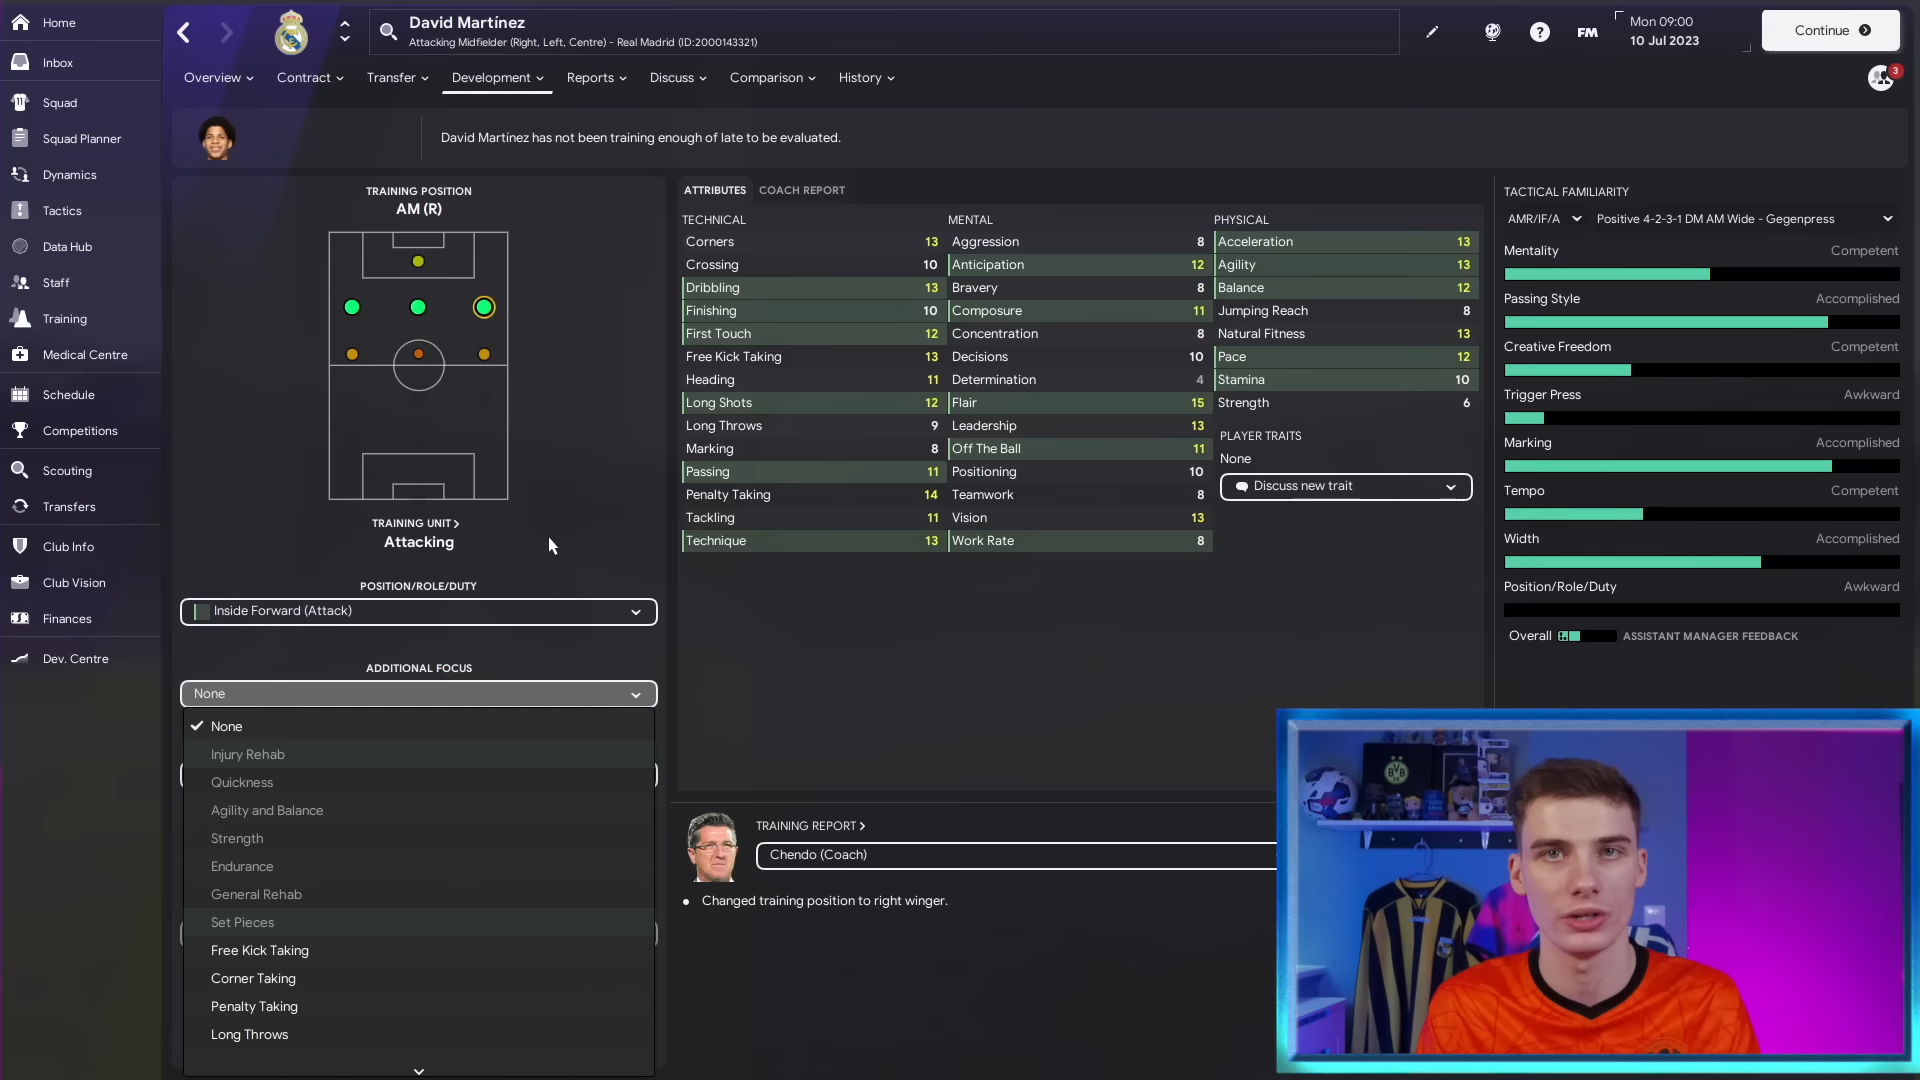 Home
Inbox
Squad
Squad Planner
Dynamics
Tactics
Data Hub
Staff
Training
Medical Centre
Schedule
Competitions
Scouting
Transfers
Club Info
Club Vision
Finances
Dev. Centre
David Martínez
Attacking Midfielder (Right, Left, Centre) - Real Madrid (ID:2000143321)
FM
Mon 09:00
10 Jul 2023
Continue
Overview
Contract
Transfer
Development
Reports
Discuss
Comparison
History
3
David Martínez has not been training enough of late to be evaluated.
TRAINING POSITION
AM (R)
TRAINING UNIT
Attacking
POSITION/ROLE/DUTY
Inside Forward (Attack)
ADDITIONAL FOCUS
None
None
Injury Rehab
Quickness
Agility and Balance
Strength
Endurance
General Rehab
Set Pieces
Free Kick Taking
Corner Taking
Penalty Taking
Long Throws
ATTRIBUTES COACH REPORT
TECHNICAL
Corners 13
Crossing 10
Dribbling 13
Finishing 10
First Touch 12
Free Kick Taking 13
Heading 11
Long Shots 12
Long Throws 9
Marking 8
Passing 11
Penalty Taking 14
Tackling 11
Technique 13
MENTAL
Aggression 8
Anticipation 12
Bravery 8
Composure 11
Concentration 8
Decisions 10
Determination 4
Flair 15
Leadership 13
Off The Ball 11
Positioning 10
Teamwork 8
Vision 13
Work Rate 8
PHYSICAL
Acceleration 13
Agility 13
Balance 12
Jumping Reach 8
Natural Fitness 13
Pace 12
Stamina 10
Strength 6
PLAYER TRAITS
None
Discuss new trait
TACTICAL FAMILIARITY
AMR/IF/A Positive 4-2-3-1 DM AM Wide - Gegenpress
Mentality Competent
Passing Style Accomplished
Creative Freedom Competent
Trigger Press Awkward
Marking Accomplished
Tempo Competent
Width Accomplished
Position/Role/Duty Awkward
Overall ASSISTANT MANAGER FEEDBACK
TRAINING REPORT
Chendo (Coach)
Changed training position to right winger.
BVB
09